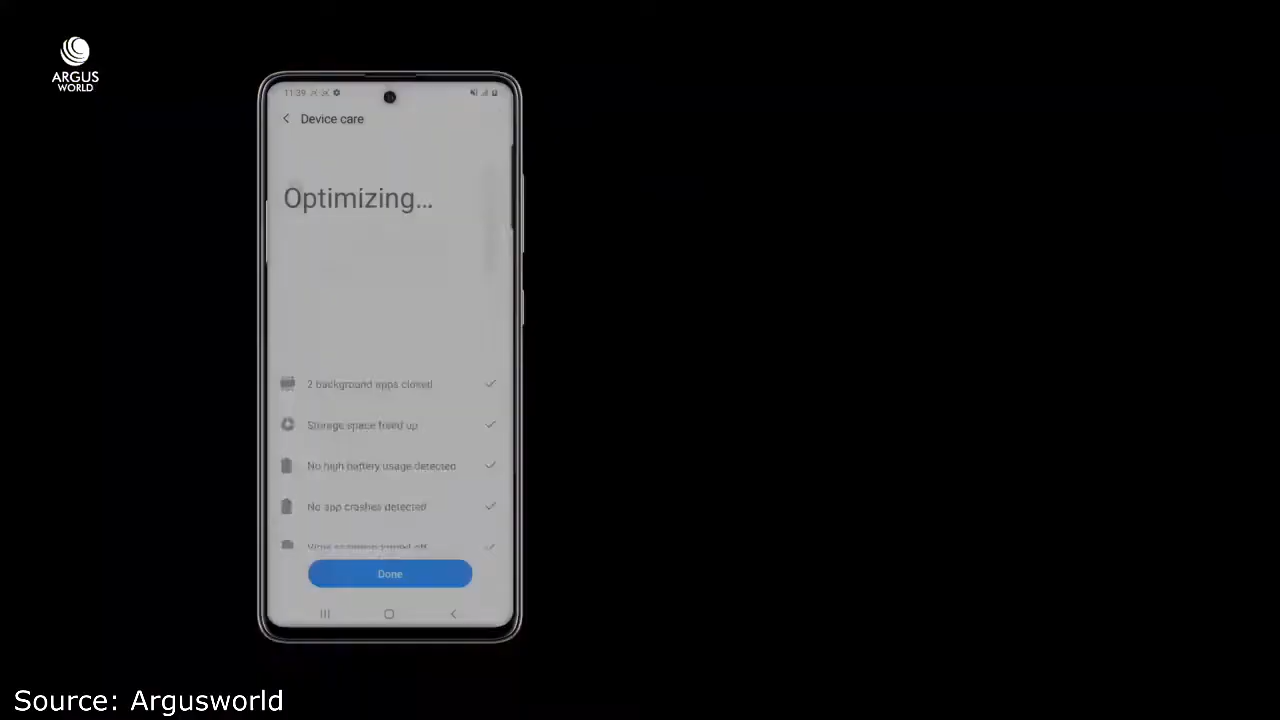 ARGUS
WORLD
11:39
Device care
Optimizing...
2 background apps closed
Storage space freed up
No high battery usage detected
No app crashes detected
Done
Source: Argusworld